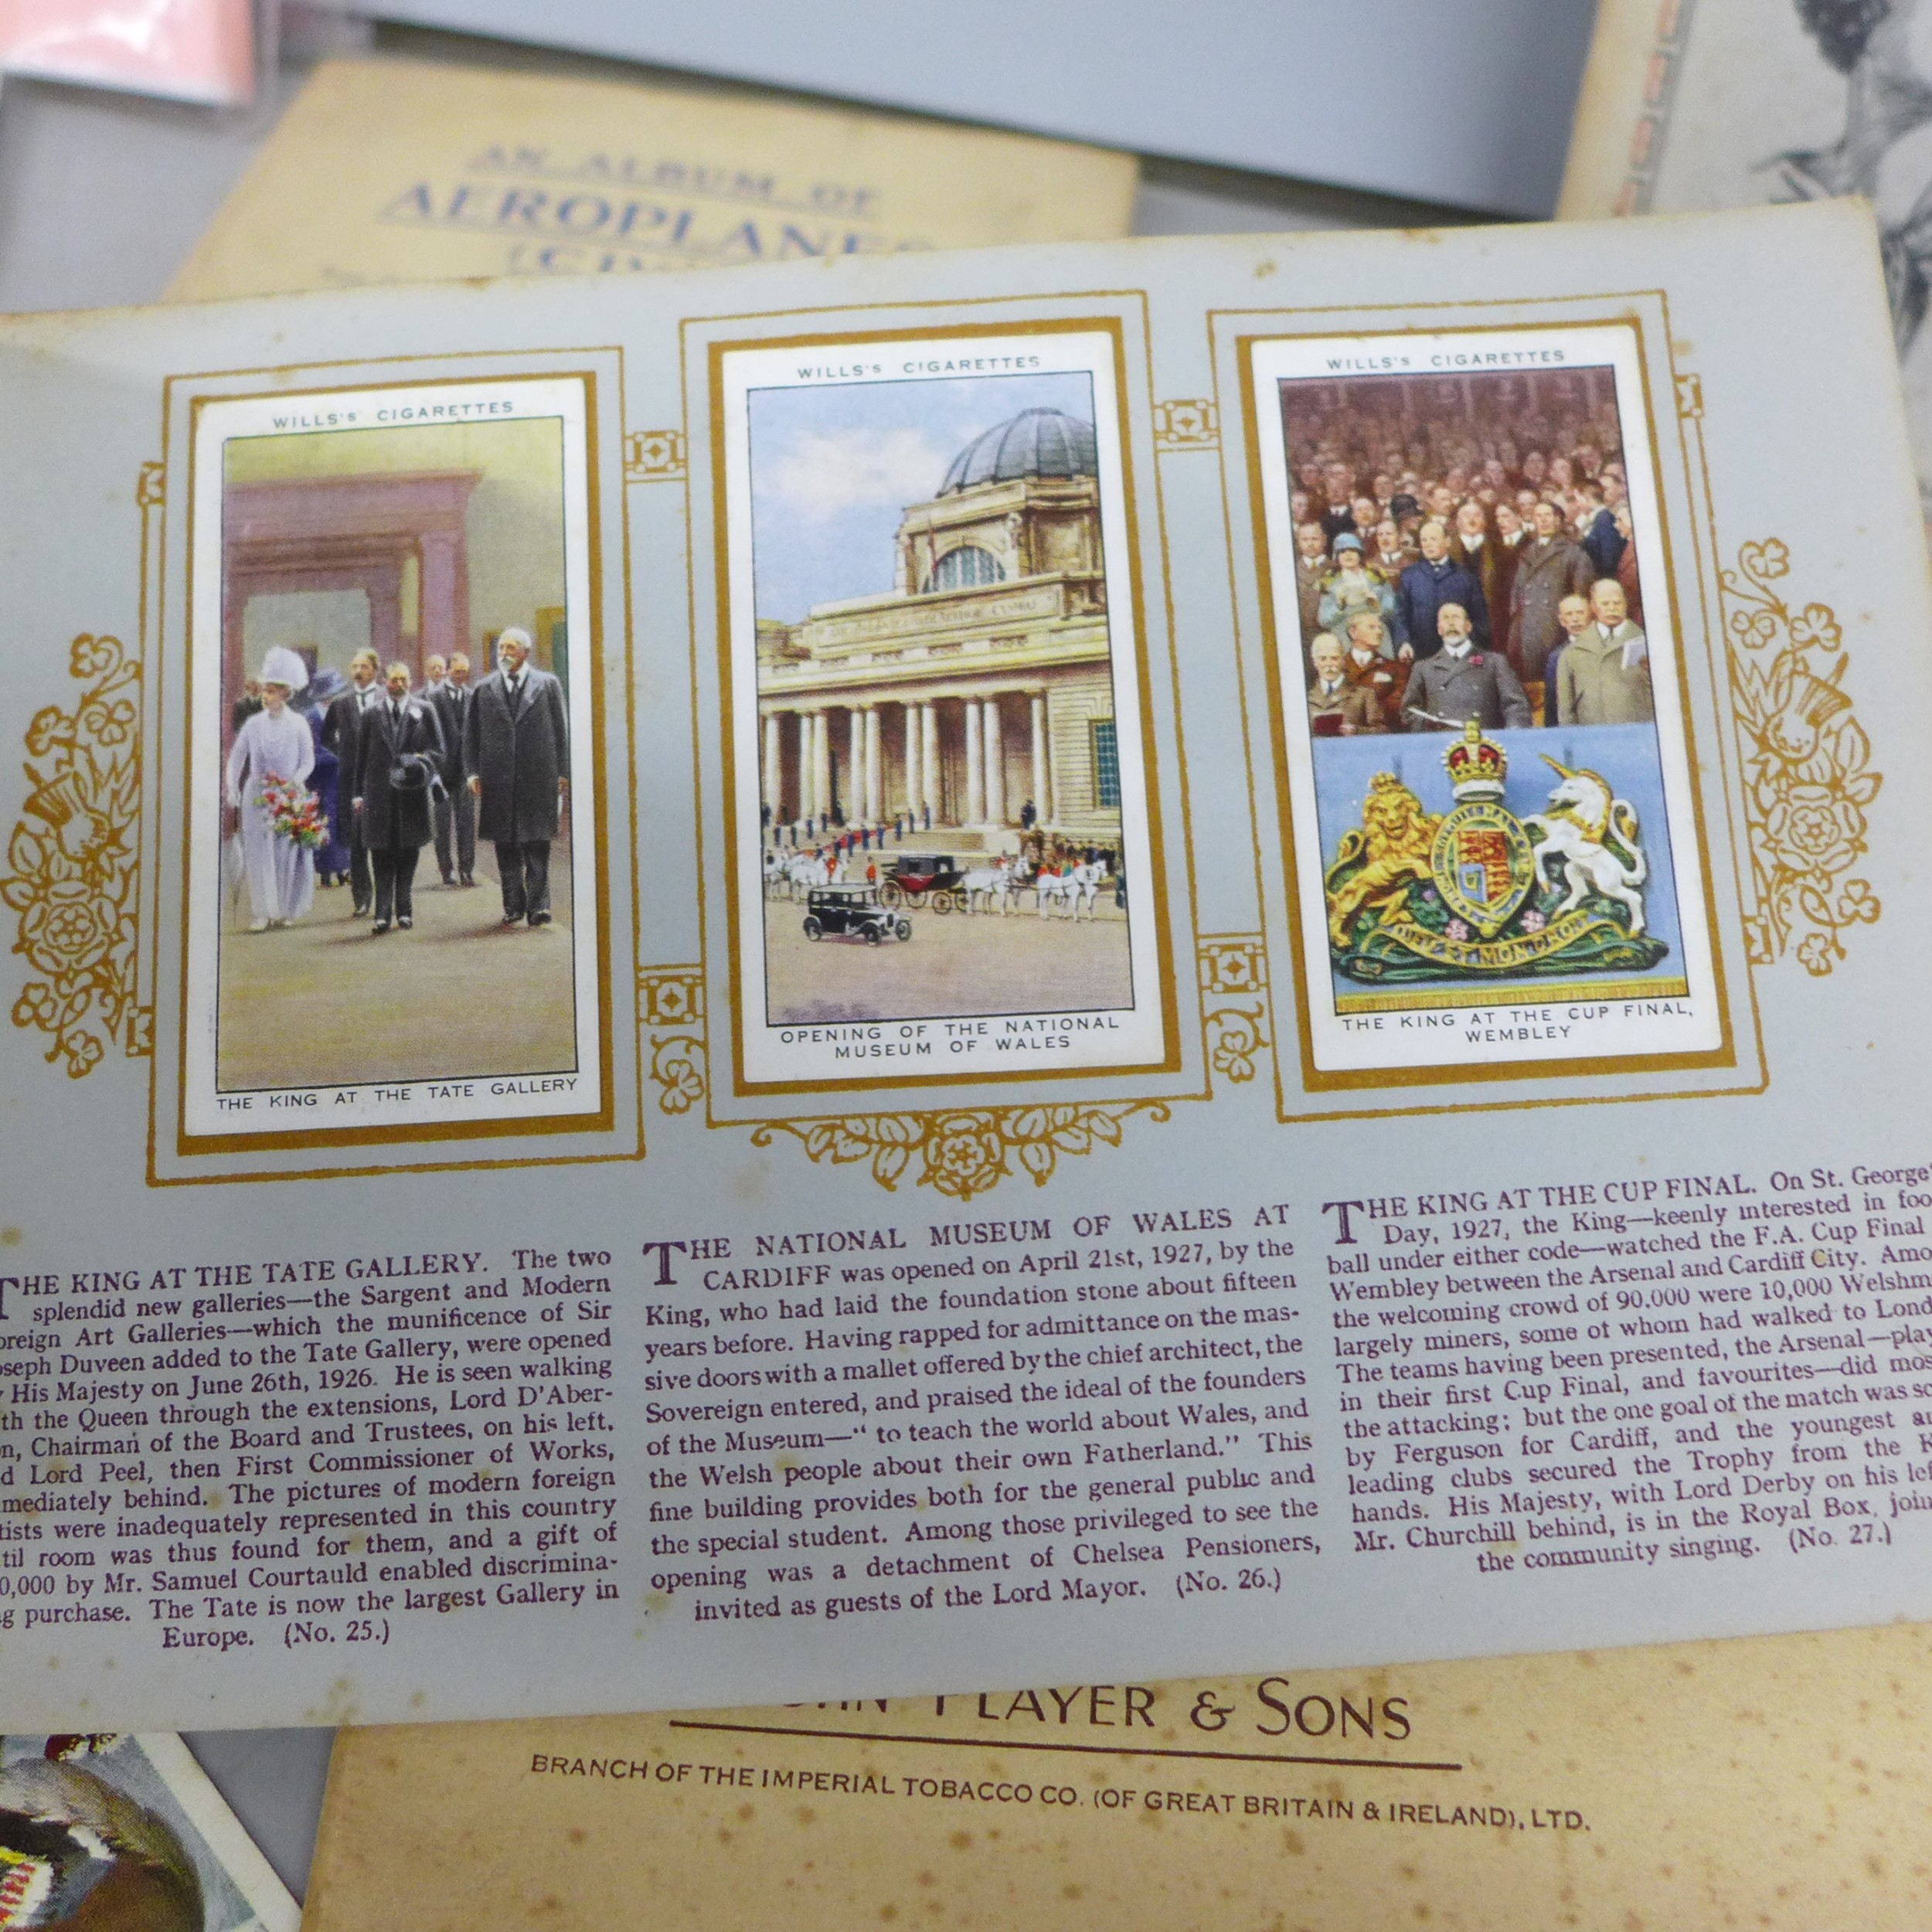 AN ALBUM OF
AEROPLANES
WILLS's CIGARETTES
THE KING AT THE TATE GALLERY
WILLS's CIGARETTES
OPENING OF THE NATIONAL
MUSEUM OF WALES
WILLS's CIGARETTES
THE KING AT THE CUP FINAL,
WEMBLEY
THE KING AT THE TATE GALLERY. The two
splendid new galleries—the Sargent and Modern
oreign Art Galleries—which the munificence of Sir
oseph Duveen added to the Tate Gallery, were opened
His Majesty on June 26th, 1926. He is seen walking
th the Queen through the extensions, Lord D'Aber-
n, Chairman of the Board and Trustees, on his left,
d Lord Peel, then First Commissioner of Works,
mediately behind. The pictures of modern foreign
tists were inadequately represented in this country
til room was thus found for them, and a gift of
0,000 by Mr. Samuel Courtauld enabled discrimina-
g purchase. The Tate is now the largest Gallery in
Europe. (No. 25.)
THE NATIONAL MUSEUM OF WALES AT
CARDIFF was opened on April 21st, 1927, by the
King, who had laid the foundation stone about fifteen
years before. Having rapped for admittance on the mas-
sive doors with a mallet offered by the chief architect, the
Sovereign entered, and praised the ideal of the founders
of the Museum—" to teach the world about Wales, and
the Welsh people about their own Fatherland." This
fine building provides both for the general public and
the special student. Among those privileged to see the
opening was a detachment of Chelsea Pensioners,
invited as guests of the Lord Mayor. (No. 26.)
THE KING AT THE CUP FINAL. On St. George'
Day, 1927, the King—keenly interested in foo
ball under either code—watched the F.A. Cup Final
Wembley between the Arsenal and Cardiff City. Amo
the welcoming crowd of 90.000 were 10,000 Welshm
largely miners, some of whom had walked to Lond
The teams having been presented, the Arsenal—play
in their first Cup Final, and favourites—did mos
the attacking; but the one goal of the match was sc
by Ferguson for Cardiff, and the youngest a
leading clubs secured the Trophy from the K
hands. His Majesty, with Lord Derby on his lef
Mr. Churchill behind, is in the Royal Box, join
the community singing. (No. 27.)
PLAYER & SONS
BRANCH OF THE IMPERIAL TOBACCO CO. (OF GREAT BRITAIN & IRELAND), LTD.